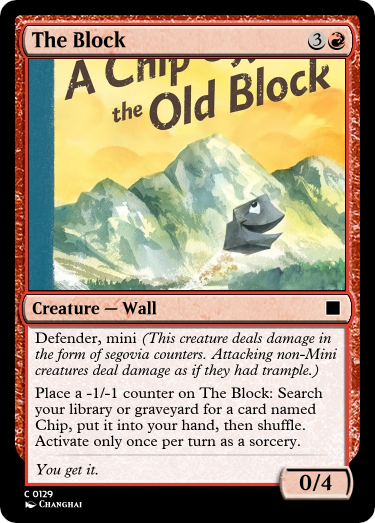 The Block
3
A Chip
the Old Block
Creature — Wall
Defender, mini (This creature deals damage in
the form of segovia counters. Attacking non-Mini
creatures deal damage as if they had trample.)
Place a -1/-1 counter on The Block: Search
your library or graveyard for a card named
Chip, put it into your hand, then shuffle.
Activate only once per turn as a sorcery.
You get it.
0/4
C 0129
Changhai